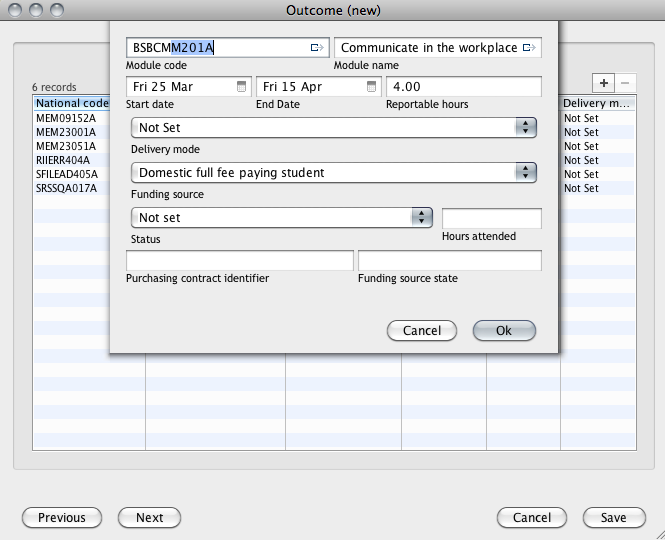 Outcome (new)
BSBCMM201A
Communicate in the workplace
Module code
Module name
6 records
+ −
Fri 25 Mar
Fri 15 Apr
4.00
Start date
End Date
Reportable hours
National code
Delivery m...
Not Set
Delivery mode
Domestic full fee paying student
Funding source
Not set
Status
Hours attended
Purchasing contract identifier
Funding source state
Cancel
Ok
MEM09152A
Not Set
MEM23001A
Not Set
MEM23051A
Not Set
RIIERR404A
Not Set
SFILEAD405A
Not Set
SRSSQA017A
Not Set
Previous
Next
Cancel
Save